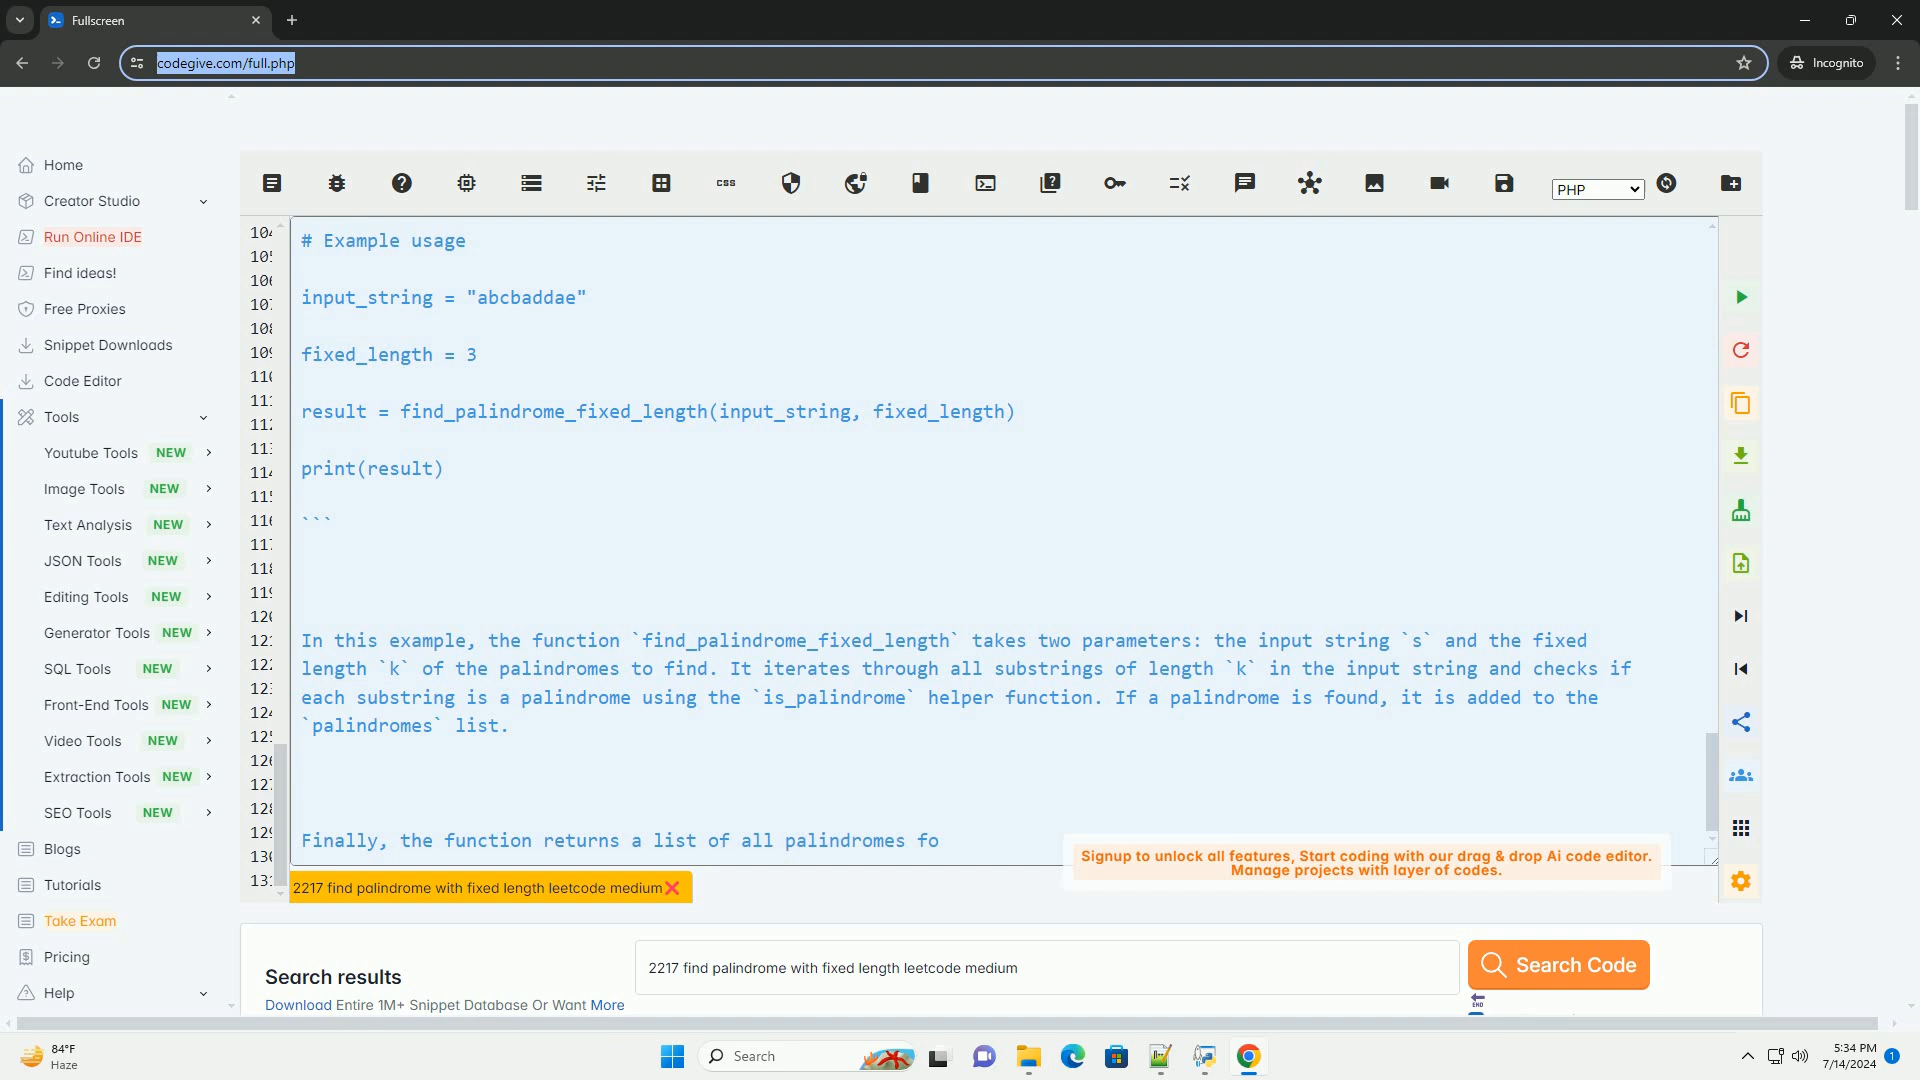 Fullscreen
codegive.com/full.php
Incognito
Home
Creator Studio
Run Online IDE
Find ideas!
Free Proxies
Snippet Downloads
Code Editor
Tools
Youtube Tools NEW
Image Tools NEW
Text Analysis NEW
JSON Tools NEW
Editing Tools NEW
Generator Tools NEW
SQL Tools NEW
Front-End Tools NEW
Video Tools NEW
Extraction Tools NEW
SEO Tools NEW
Blogs
Tutorials
Take Exam
Pricing
Help
css
PHP
# Example usage
input_string = "abcbaddae"
fixed_length = 3
result = find_palindrome_fixed_length(input_string, fixed_length)
print(result)
```
In this example, the function `find_palindrome_fixed_length` takes two parameters: the input string `s` and the fixed
length `k` of the palindromes to find. It iterates through all substrings of length `k` in the input string and checks if
each substring is a palindrome using the `is_palindrome` helper function. If a palindrome is found, it is added to the
`palindromes` list.
Finally, the function returns a list of all palindromes fo
Signup to unlock all features, Start coding with our drag & drop Ai code editor.
Manage projects with layer of codes.
2217 find palindrome with fixed length leetcode medium
Search results
2217 find palindrome with fixed length leetcode medium
Search Code
Download Entire 1M+ Snippet Database Or Want More
END
84°F
Haze
Search
5:34 PM
7/14/2024
1